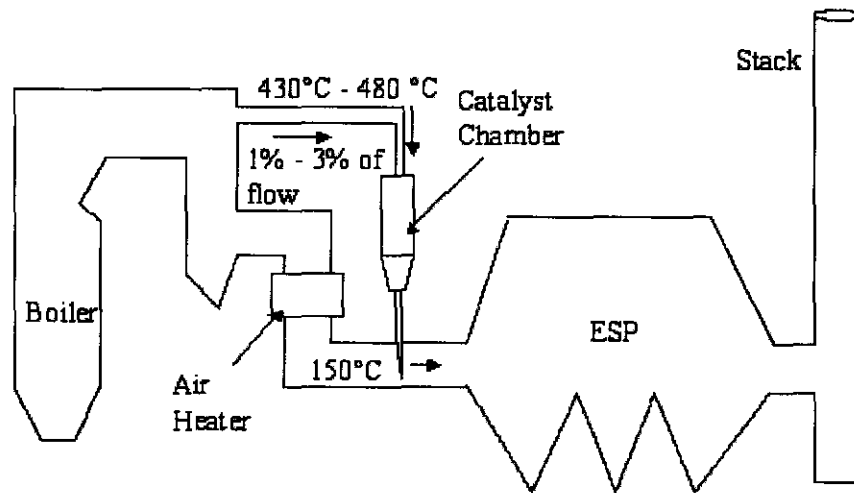 Stack
430°C - 480 °C
Catalyst
Chamber
1% - 3% of
flow
Boiler
ESP
150°C
Air
Heater